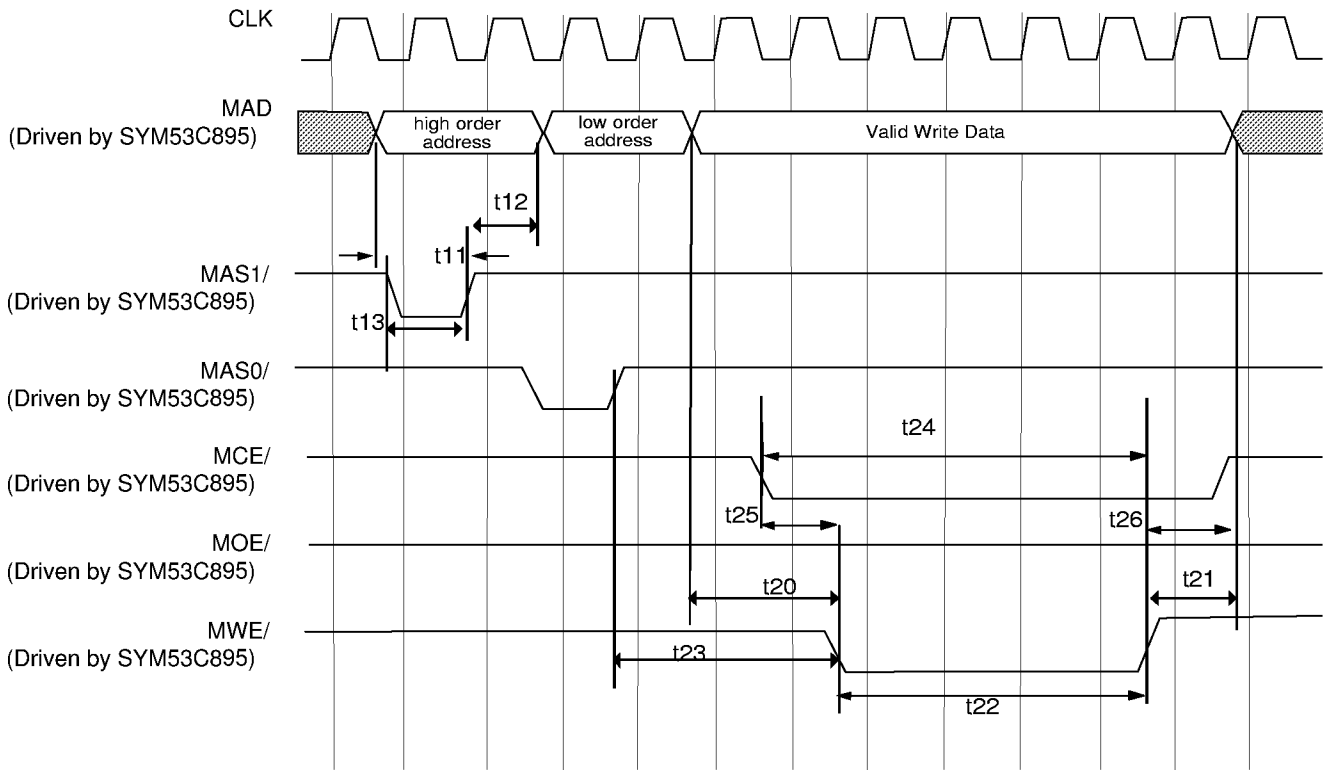 CLK
MAD
(Driven by SYM53C895)
high order
address
low order
address
Valid Write Data
t12
t11
MAS1/
(Driven by SYM53C895)
t13
MAS0/
(Driven by SYM53C895)
t24
MCE/
(Driven by SYM53C895)
t25
t26
MOE/
(Driven by SYM53C895)
t20
t21
MWE/
(Driven by SYM53C895)
t23
t22